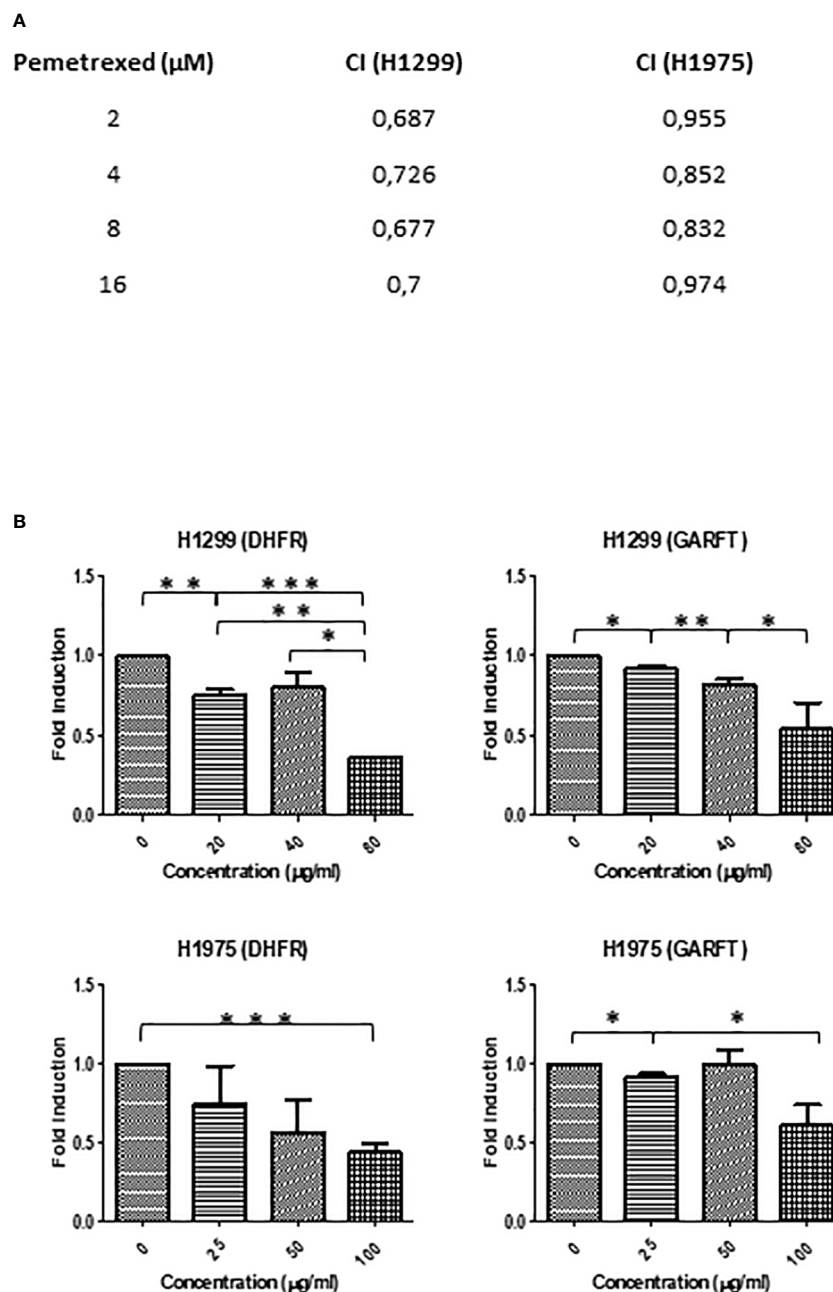 A
Pemetrexed (µM) CI (H1299) CI (H1975)
2 0,687 0,955
4 0,726 0,852
8 0,677 0,832
16 0,7 0,974
B
H1299 (DHFR)
* * * * *
* *
*
Fold Induction
1.5
1.0
0.5
0.0
0 20 40 80
Concentration (µg/ml)
H1299 (GARFT)
* * * *
Fold Induction
1.5
1.0
0.5
0.0
0 20 40 80
Concentration (µg/ml)
H1975 (DHFR)
* * *
Fold Induction
1.5
1.0
0.5
0.0
0 25 50 100
Concentration (µg/ml)
H1975 (GARFT)
* *
Fold Induction
1.5
1.0
0.5
0.0
0 25 50 100
Concentration (µg/ml)